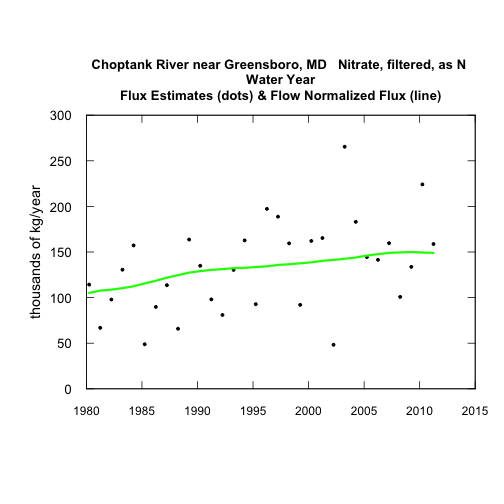 Choptank River near Greensboro, MD   Nitrate, filtered, as N
Water Year
Flux Estimates (dots) & Flow Normalized Flux (line)
thousands of kg/year
300
250
200
150
100
50
0
1980 1985 1990 1995 2000 2005 2010 2015